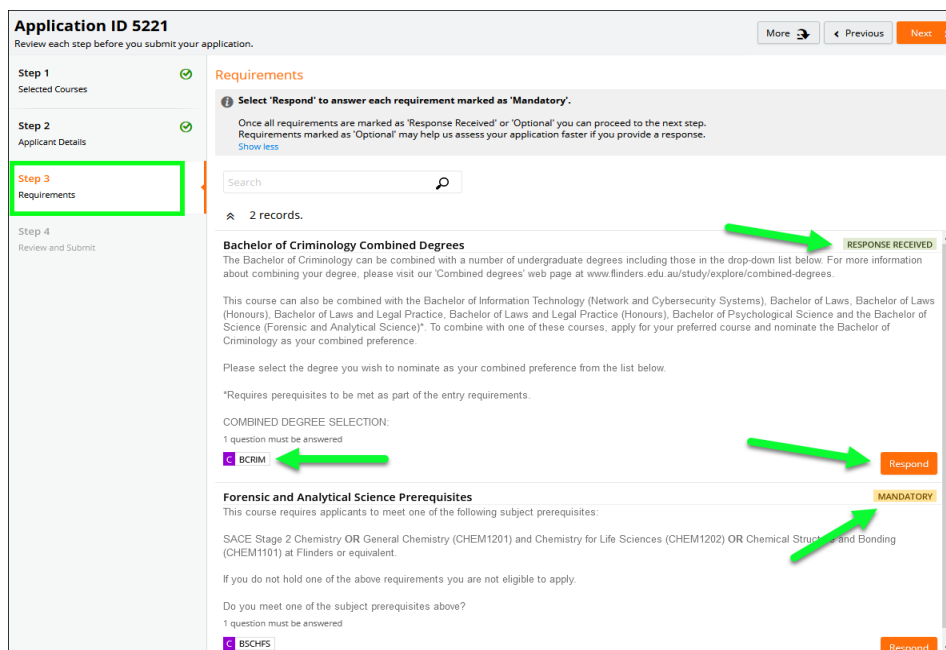 Application ID 5221
Review each step before you submit your application.
More
Previous
Next
Step 1
Selected Courses
Step 2
Applicant Details
Step 3
Requirements
Step 4
Review and Submit
Requirements
Select 'Respond' to answer each requirement marked as 'Mandatory'.
Once all requirements are marked as 'Response Received' or 'Optional' you can proceed to the next step.
Requirements marked as 'Optional' may help us assess your application faster if you provide a response.
Show less
Search
2 records.
Bachelor of Criminology Combined Degrees
RESPONSE RECEIVED
The Bachelor of Criminology can be combined with a number of undergraduate degrees including those in the drop-down list below. For more information
about combining your degree, please visit our 'Combined degrees' web page at www.flinders.edu.au/study/explore/combined-degrees.
This course can also be combined with the Bachelor of Information Technology (Network and Cybersecurity Systems), Bachelor of Laws, Bachelor of Laws
(Honours), Bachelor of Laws and Legal Practice, Bachelor of Laws and Legal Practice (Honours), Bachelor of Psychological Science and the Bachelor of
Science (Forensic and Analytical Science)*. To combine with one of these courses, apply for your preferred course and nominate the Bachelor of
Criminology as your combined preference.
Please select the degree you wish to nominate as your combined preference from the list below.
*Requires perequisites to be met as part of the entry requirements.
COMBINED DEGREE SELECTION:
1 question must be answered
C BCRIM
Respond
Forensic and Analytical Science Prerequisites
MANDATORY
This course requires applicants to meet one of the following subject prerequisites:
SACE Stage 2 Chemistry OR General Chemistry (CHEM1201) and Chemistry for Life Sciences (CHEM1202) OR Chemical Structure and Bonding
(CHEM1101) at Flinders or equivalent.
If you do not hold one of the above requirements you are not eligible to apply.
Do you meet one of the subject prerequisites above?
1 question must be answered
C BSCHFS
Respond